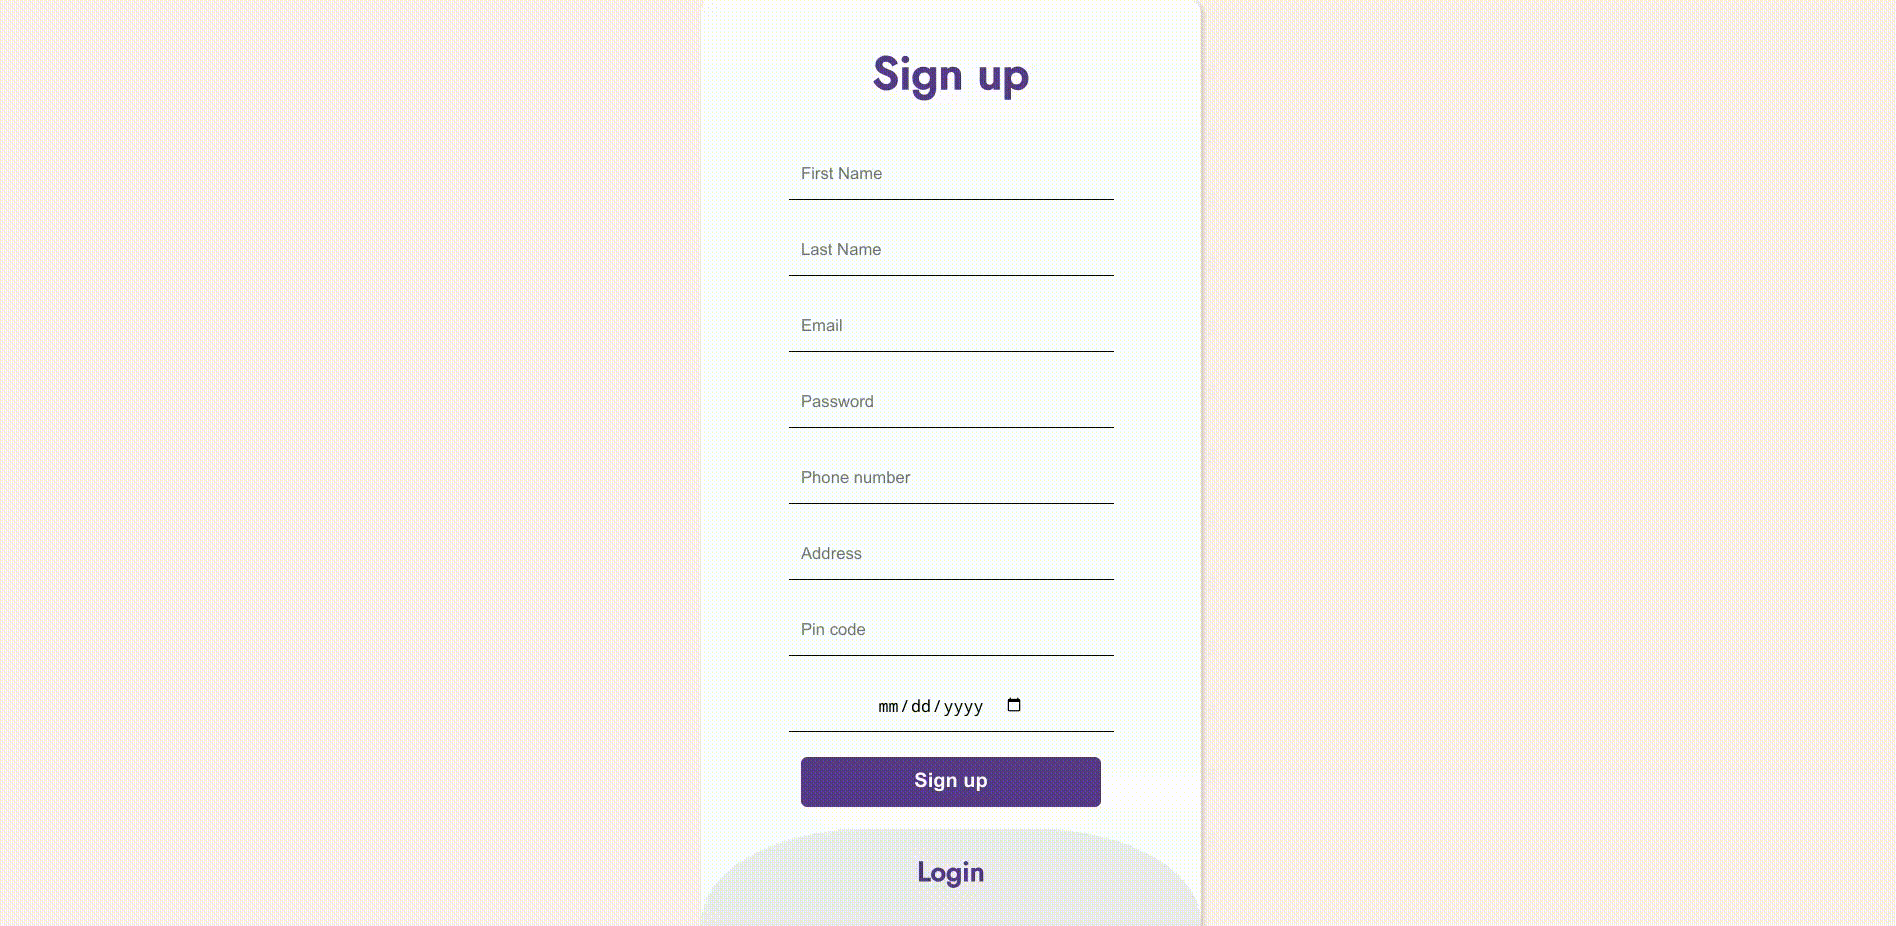 Sign up
First Name
Last Name
Email
Password
Phone number
Address
Pin code
mm/dd/yyyy
Sign up
Login